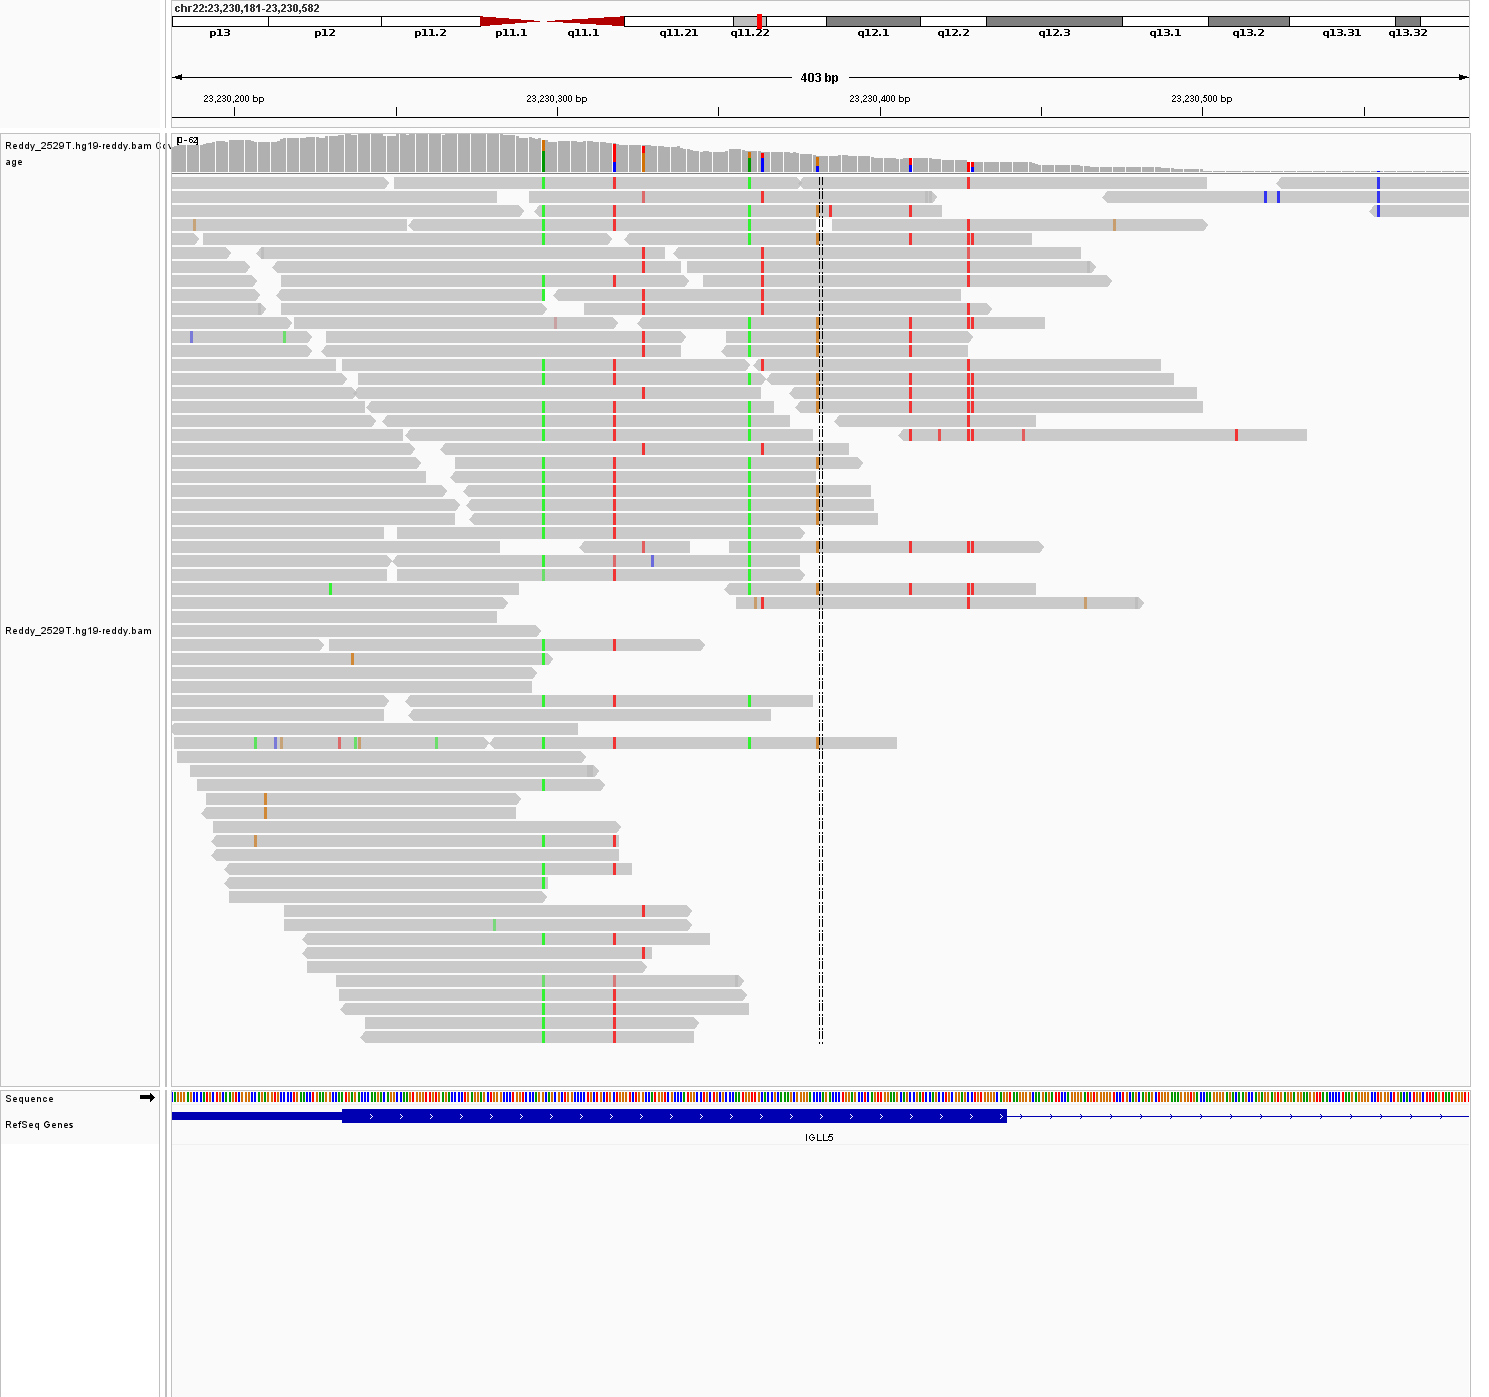 chr22:23,230,181-23,230,582
p13 p12 p11.2 p11.1 q11.1 q11.21 q11.22 q12.1 q12.2 q12.3 q13.1 q13.2 q13.31 q13.32
403 bp
23,230,200 bp 23,230,300 bp 23,230,400 bp 23,230,500 bp
Reddy_2529T.hg19-reddy.bam Cov
age
[0-62]
Reddy_2529T.hg19-reddy.bam
Sequence
RefSeq Genes
IGLL5